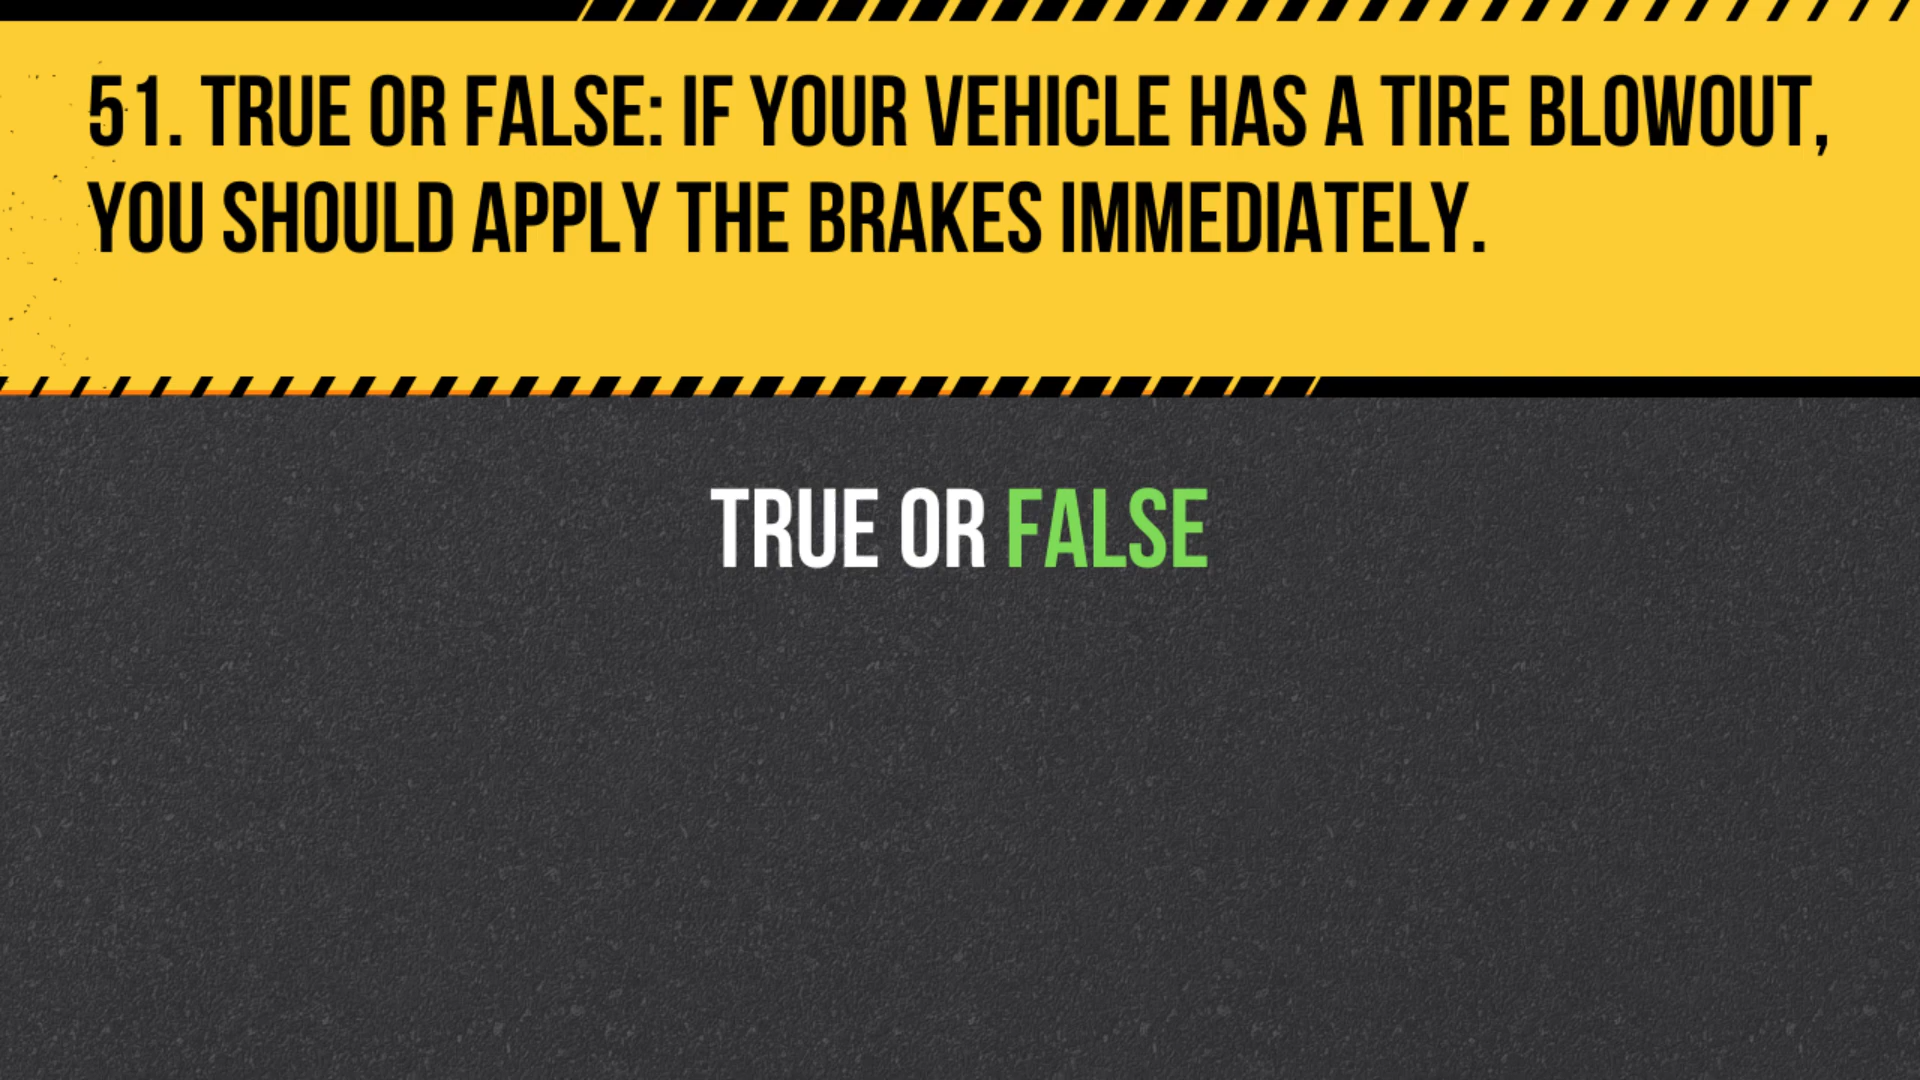 51. TRUE OR FALSE: IF YOUR VEHICLE HAS A TIRE BLOWOUT,
YOU SHOULD APPLY THE BRAKES IMMEDIATELY.
TRUE OR FALSE